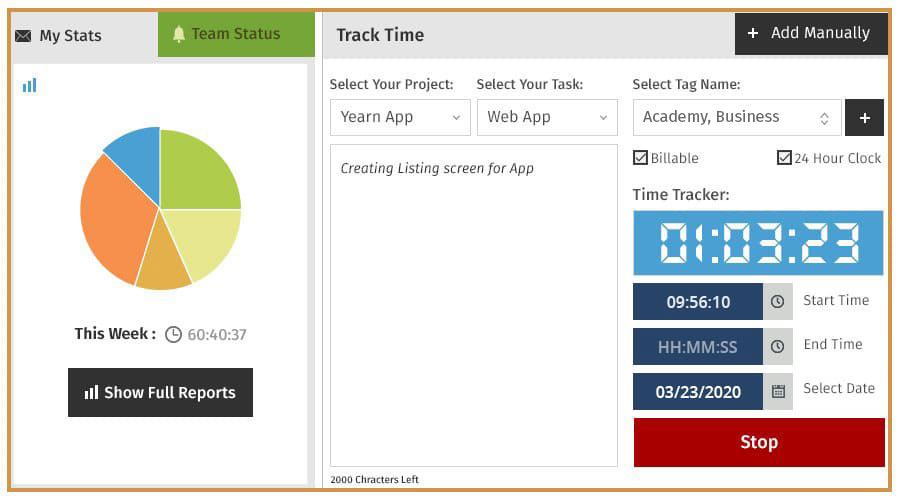 My Stats
Team Status
This Week : 60:40:37
Show Full Reports
Track Time
+ Add Manually
Select Your Project:
Select Your Task:
Select Tag Name:
Yearn App
Web App
Academy, Business
+
Creating Listing screen for App
Billable
24 Hour Clock
Time Tracker:
01:03:23
09:56:10
Start Time
HH:MM:SS
End Time
03/23/2020
Select Date
Stop
2000 Chracters Left